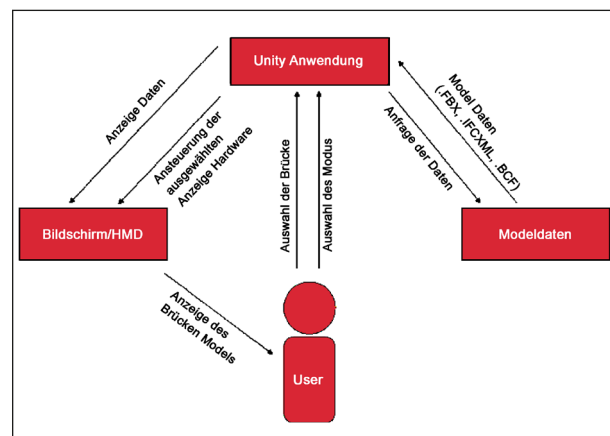 Unity Anwendung
Anzeige Daten
Ansteuerung der
ausgewählten
Anzeige Hardware
Auswahl der Brücke
Auswahl des Modus
Anfrage der Daten
Model Daten
(.FBX, .IFCXML, .BCF)
Bildschirm/HMD
Modeldaten
Anzeige des
Brücken Models
User